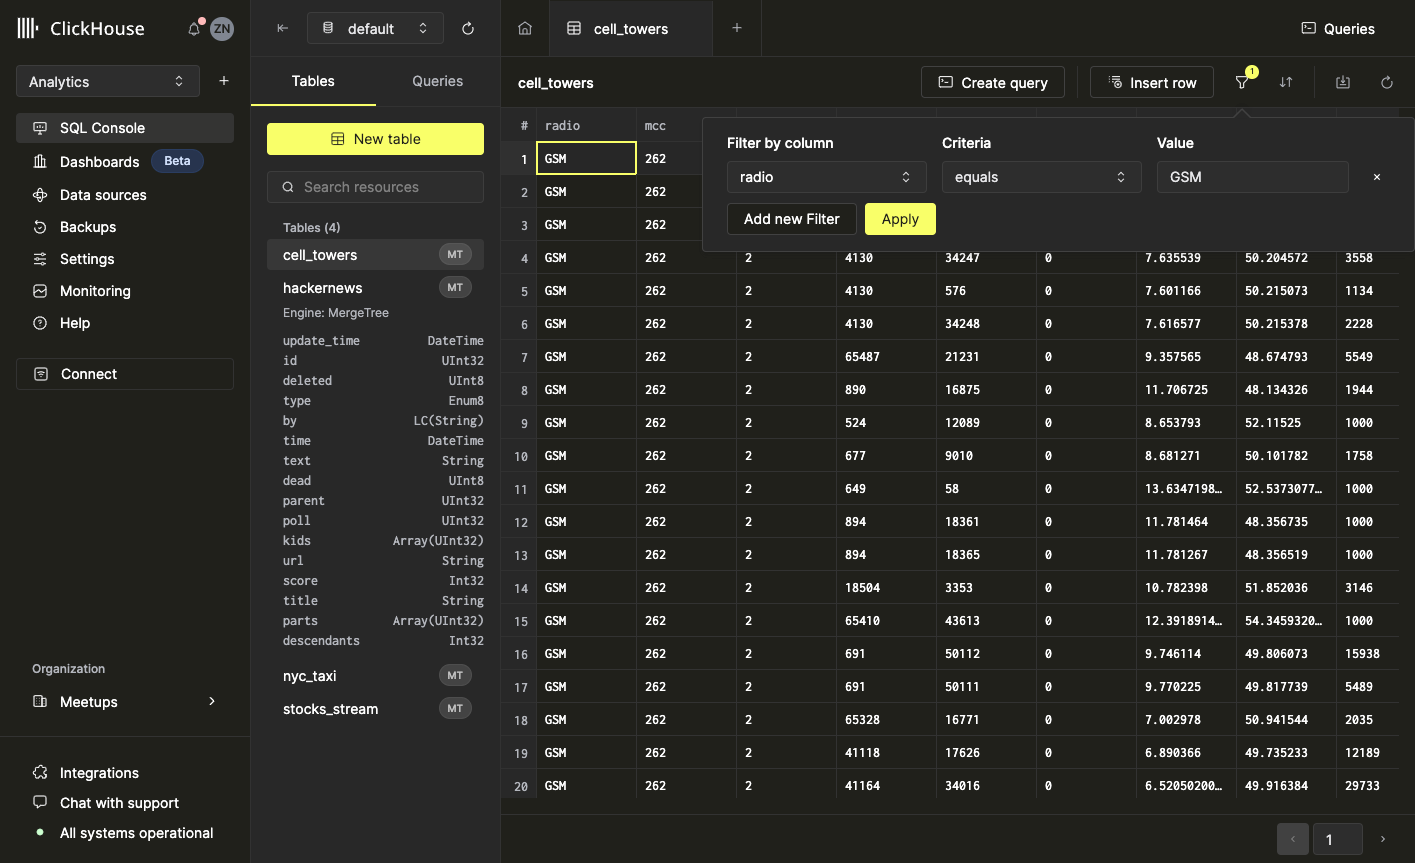 ClickHouse
ZN
Analytics
SQL Console
Dashboards Beta
Data sources
Backups
Settings
Monitoring
Help
Connect
Organization
Meetups
Integrations
Chat with support
All systems operational
default
Tables Queries
New table
Search resources
Tables (4)
cell_towers MT
hackernews MT
Engine: MergeTree
update_time DateTime
id UInt32
deleted UInt8
type Enum8
by LC(String)
time DateTime
text String
dead UInt8
parent UInt32
poll UInt32
kids Array(UInt32)
url String
score Int32
title String
parts Array(UInt32)
descendants Int32
nyc_taxi MT
stocks_stream MT
cell_towers
Queries
cell_towers Create query Insert row 1
Filter by column Criteria Value
radio equals GSM
Add new Filter Apply
# radio mcc
1 GSM 262
2 GSM 262
3 GSM 262
4 GSM 262 2 4130 34247 0 7.635539 50.204572 3558
5 GSM 262 2 4130 576 0 7.601166 50.215073 1134
6 GSM 262 2 4130 34248 0 7.616577 50.215378 2228
7 GSM 262 2 65487 21231 0 9.357565 48.674793 5549
8 GSM 262 2 890 16875 0 11.706725 48.134326 1944
9 GSM 262 2 524 12089 0 8.653793 52.11525 1000
10 GSM 262 2 677 9010 0 8.681271 50.101782 1758
11 GSM 262 2 649 58 0 13.6347198… 52.5373077… 1000
12 GSM 262 2 894 18361 0 11.781464 48.356735 1000
13 GSM 262 2 894 18365 0 11.781267 48.356519 1000
14 GSM 262 2 18504 3353 0 10.782398 51.852036 3146
15 GSM 262 2 65410 43613 0 12.3918914… 54.3459320… 1000
16 GSM 262 2 691 50112 0 9.746114 49.806073 15938
17 GSM 262 2 691 50111 0 9.770225 49.817739 5489
18 GSM 262 2 65328 16771 0 7.002978 50.941544 2035
19 GSM 262 2 41118 17626 0 6.890366 49.735233 12189
20 GSM 262 2 41164 34016 0 6.52050200… 49.916384 29733
1